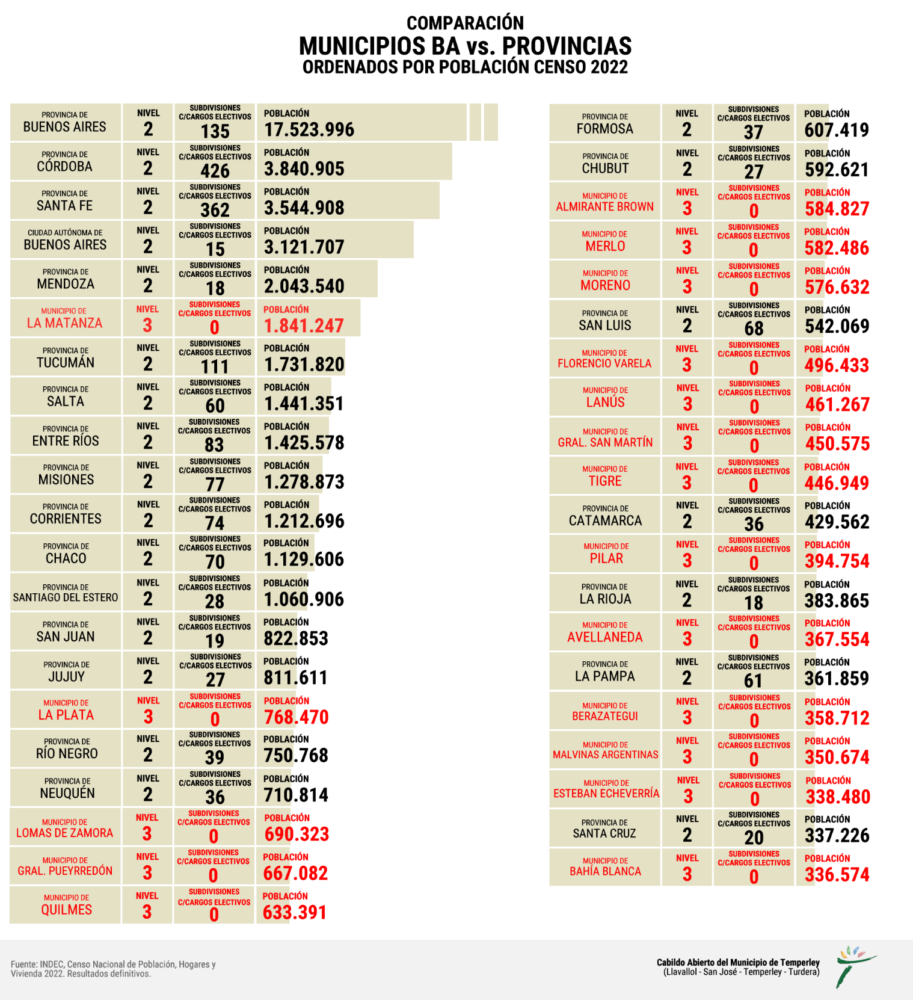 COMPARACIÓN
MUNICIPIOS BA vs. PROVINCIAS
ORDENADOS POR POBLACIÓN CENSO 2022
PROVINCIA DE BUENOS AIRES NIVEL 2 SUBDIVISIONES C/CARGOS ELECTIVOS 135 POBLACIÓN 17.523.996
PROVINCIA DE CÓRDOBA NIVEL 2 SUBDIVISIONES C/CARGOS ELECTIVOS 426 POBLACIÓN 3.840.905
PROVINCIA DE SANTA FE NIVEL 2 SUBDIVISIONES C/CARGOS ELECTIVOS 362 POBLACIÓN 3.544.908
CIUDAD AUTÓNOMA DE BUENOS AIRES NIVEL 2 SUBDIVISIONES C/CARGOS ELECTIVOS 15 POBLACIÓN 3.121.707
PROVINCIA DE MENDOZA NIVEL 2 SUBDIVISIONES C/CARGOS ELECTIVOS 18 POBLACIÓN 2.043.540
MUNICIPIO DE LA MATANZA NIVEL 3 SUBDIVISIONES C/CARGOS ELECTIVOS 0 POBLACIÓN 1.841.247
PROVINCIA DE TUCUMÁN NIVEL 2 SUBDIVISIONES C/CARGOS ELECTIVOS 111 POBLACIÓN 1.731.820
PROVINCIA DE SALTA NIVEL 2 SUBDIVISIONES C/CARGOS ELECTIVOS 60 POBLACIÓN 1.441.351
PROVINCIA DE ENTRE RÍOS NIVEL 2 SUBDIVISIONES C/CARGOS ELECTIVOS 83 POBLACIÓN 1.425.578
PROVINCIA DE MISIONES NIVEL 2 SUBDIVISIONES C/CARGOS ELECTIVOS 77 POBLACIÓN 1.278.873
PROVINCIA DE CORRIENTES NIVEL 2 SUBDIVISIONES C/CARGOS ELECTIVOS 74 POBLACIÓN 1.212.696
PROVINCIA DE CHACO NIVEL 2 SUBDIVISIONES C/CARGOS ELECTIVOS 70 POBLACIÓN 1.129.606
PROVINCIA DE SANTIAGO DEL ESTERO NIVEL 2 SUBDIVISIONES C/CARGOS ELECTIVOS 28 POBLACIÓN 1.060.906
PROVINCIA DE SAN JUAN NIVEL 2 SUBDIVISIONES C/CARGOS ELECTIVOS 19 POBLACIÓN 822.853
PROVINCIA DE JUJUY NIVEL 2 SUBDIVISIONES C/CARGOS ELECTIVOS 27 POBLACIÓN 811.611
MUNICIPIO DE LA PLATA NIVEL 3 SUBDIVISIONES C/CARGOS ELECTIVOS 0 POBLACIÓN 768.470
PROVINCIA DE RÍO NEGRO NIVEL 2 SUBDIVISIONES C/CARGOS ELECTIVOS 39 POBLACIÓN 750.768
PROVINCIA DE NEUQUÉN NIVEL 2 SUBDIVISIONES C/CARGOS ELECTIVOS 36 POBLACIÓN 710.814
MUNICIPIO DE LOMAS DE ZAMORA NIVEL 3 SUBDIVISIONES C/CARGOS ELECTIVOS 0 POBLACIÓN 690.323
MUNICIPIO DE GRAL. PUEYRREDÓN NIVEL 3 SUBDIVISIONES C/CARGOS ELECTIVOS 0 POBLACIÓN 667.082
MUNICIPIO DE QUILMES NIVEL 3 SUBDIVISIONES C/CARGOS ELECTIVOS 0 POBLACIÓN 633.391
PROVINCIA DE FORMOSA NIVEL 2 SUBDIVISIONES C/CARGOS ELECTIVOS 37 POBLACIÓN 607.419
PROVINCIA DE CHUBUT NIVEL 2 SUBDIVISIONES C/CARGOS ELECTIVOS 27 POBLACIÓN 592.621
MUNICIPIO DE ALMIRANTE BROWN NIVEL 3 SUBDIVISIONES C/CARGOS ELECTIVOS 0 POBLACIÓN 584.827
MUNICIPIO DE MERLO NIVEL 3 SUBDIVISIONES C/CARGOS ELECTIVOS 0 POBLACIÓN 582.486
MUNICIPIO DE MORENO NIVEL 3 SUBDIVISIONES C/CARGOS ELECTIVOS 0 POBLACIÓN 576.632
PROVINCIA DE SAN LUIS NIVEL 2 SUBDIVISIONES C/CARGOS ELECTIVOS 68 POBLACIÓN 542.069
MUNICIPIO DE FLORENCIO VARELA NIVEL 3 SUBDIVISIONES C/CARGOS ELECTIVOS 0 POBLACIÓN 496.433
MUNICIPIO DE LANÚS NIVEL 3 SUBDIVISIONES C/CARGOS ELECTIVOS 0 POBLACIÓN 461.267
MUNICIPIO DE GRAL. SAN MARTÍN NIVEL 3 SUBDIVISIONES C/CARGOS ELECTIVOS 0 POBLACIÓN 450.575
MUNICIPIO DE TIGRE NIVEL 3 SUBDIVISIONES C/CARGOS ELECTIVOS 0 POBLACIÓN 446.949
PROVINCIA DE CATAMARCA NIVEL 2 SUBDIVISIONES C/CARGOS ELECTIVOS 36 POBLACIÓN 429.562
MUNICIPIO DE PILAR NIVEL 3 SUBDIVISIONES C/CARGOS ELECTIVOS 0 POBLACIÓN 394.754
PROVINCIA DE LA RIOJA NIVEL 2 SUBDIVISIONES C/CARGOS ELECTIVOS 18 POBLACIÓN 383.865
MUNICIPIO DE AVELLANEDA NIVEL 3 SUBDIVISIONES C/CARGOS ELECTIVOS 0 POBLACIÓN 367.554
PROVINCIA DE LA PAMPA NIVEL 2 SUBDIVISIONES C/CARGOS ELECTIVOS 61 POBLACIÓN 361.859
MUNICIPIO DE BERAZATEGUI NIVEL 3 SUBDIVISIONES C/CARGOS ELECTIVOS 0 POBLACIÓN 358.712
MUNICIPIO DE MALVINAS ARGENTINAS NIVEL 3 SUBDIVISIONES C/CARGOS ELECTIVOS 0 POBLACIÓN 350.674
MUNICIPIO DE ESTEBAN ECHEVERRÍA NIVEL 3 SUBDIVISIONES C/CARGOS ELECTIVOS 0 POBLACIÓN 338.480
PROVINCIA DE SANTA CRUZ NIVEL 2 SUBDIVISIONES C/CARGOS ELECTIVOS 20 POBLACIÓN 337.226
MUNICIPIO DE BAHÍA BLANCA NIVEL 3 SUBDIVISIONES C/CARGOS ELECTIVOS 0 POBLACIÓN 336.574
Fuente: INDEC, Censo Nacional de Población, Hogares y
Vivienda 2022. Resultados definitivos.
Cabildo Abierto del Municipio de Temperley
(Llavallol - San José - Temperley - Turdera)